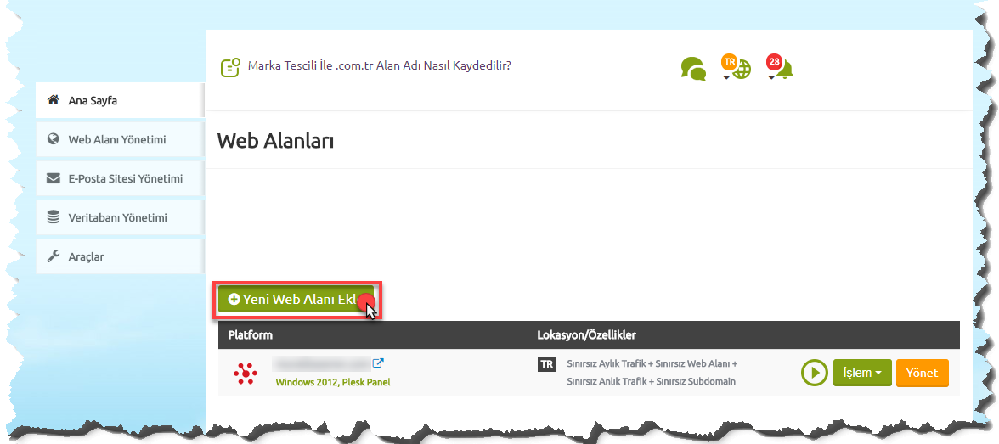 Marka Tescili İle .com.tr Alan Adı Nasıl Kaydedilir?
TR
28
Ana Sayfa
Web Alanı Yönetimi
E-Posta Sitesi Yönetimi
Veritabanı Yönetimi
Araçlar
Web Alanları
Yeni Web Alanı Ekl
Platform
Lokasyon/Özellikler
Windows 2012, Plesk Panel
TR
Sınırsız Aylık Trafik + Sınırsız Web Alanı +
Sınırsız Anlık Trafik + Sınırsız Subdomain
İşlem
Yönet